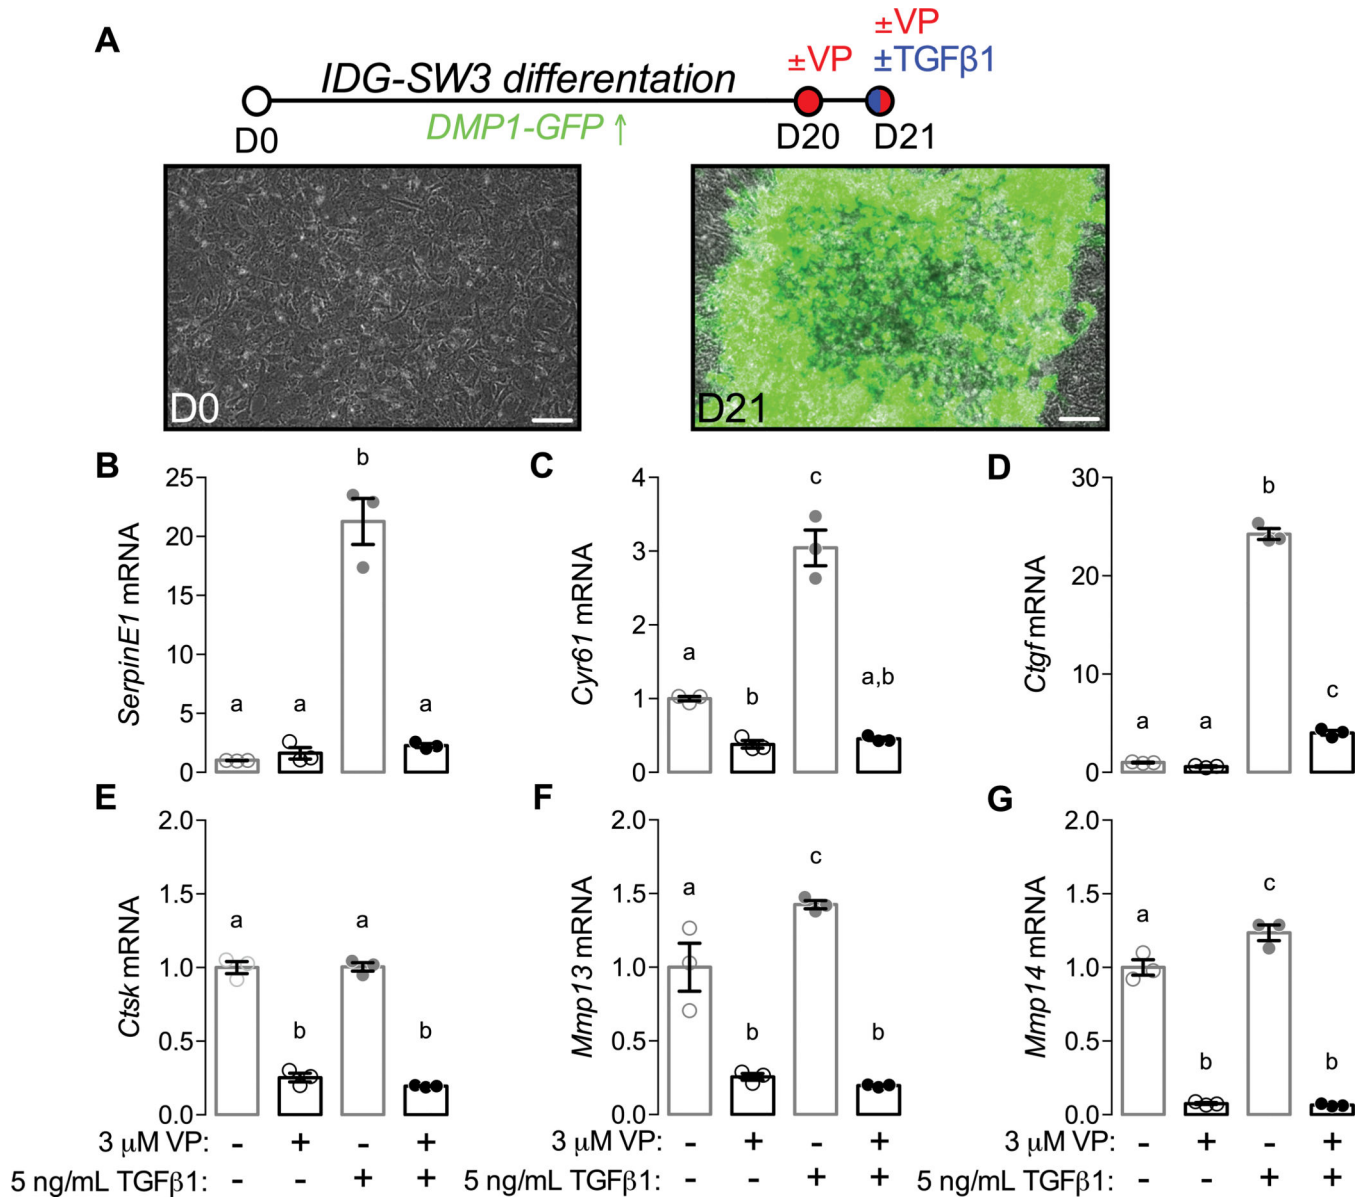 A
±VP
±VP
±TGFβ1
IDG-SW3 differentation
DMP1-GFP ↑
D0
D20
D21
D0
D21
B
SerpinE1 mRNA
25
20
15
10
5
0
a
a
b
a
C
Cyr61 mRNA
4
3
2
1
0
a
b
c
a,b
D
Ctgf mRNA
30
20
10
0
a
a
b
c
E
Ctsk mRNA
2.0
1.5
1.0
0.5
0.0
a
b
a
b
F
Mmp13 mRNA
2.0
1.5
1.0
0.5
0.0
a
b
c
b
G
Mmp14 mRNA
2.0
1.5
1.0
0.5
0.0
a
b
c
b
3 μM VP: - + - +
5 ng/mL TGFβ1: - - + +
3 μM VP: - + - +
- - + +
3 μM VP: - + - +
5 ng/mL TGFβ1: - - + +